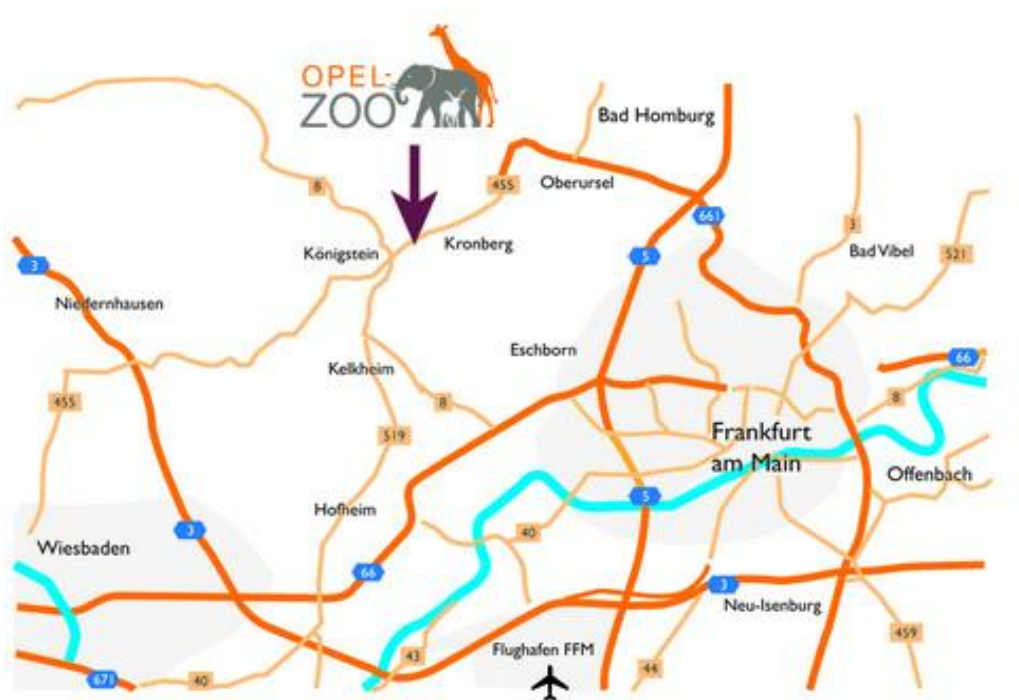 OPEL-
ZOO
Bad Homburg
8
455
Oberursel
661
3
Königstein
Kronberg
5
Bad Vibel
521
3
Niedernhausen
Eschborn
66
Kelkheim
455
8
8
519
Frankfurt
am Main
Offenbach
5
Hofheim
3
40
Wiesbaden
66
3
Neu-Isenburg
459
Flughafen FFM
43
44
671
40